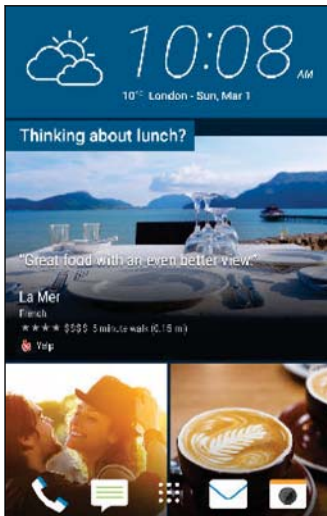 10:08 AM
10°C London - Sun, Mar 1
Thinking about lunch?
"Great food with an even better view."
La Mer
French
★★★★ $$$$ 5 minute walk (0.15 mi)
Yelp